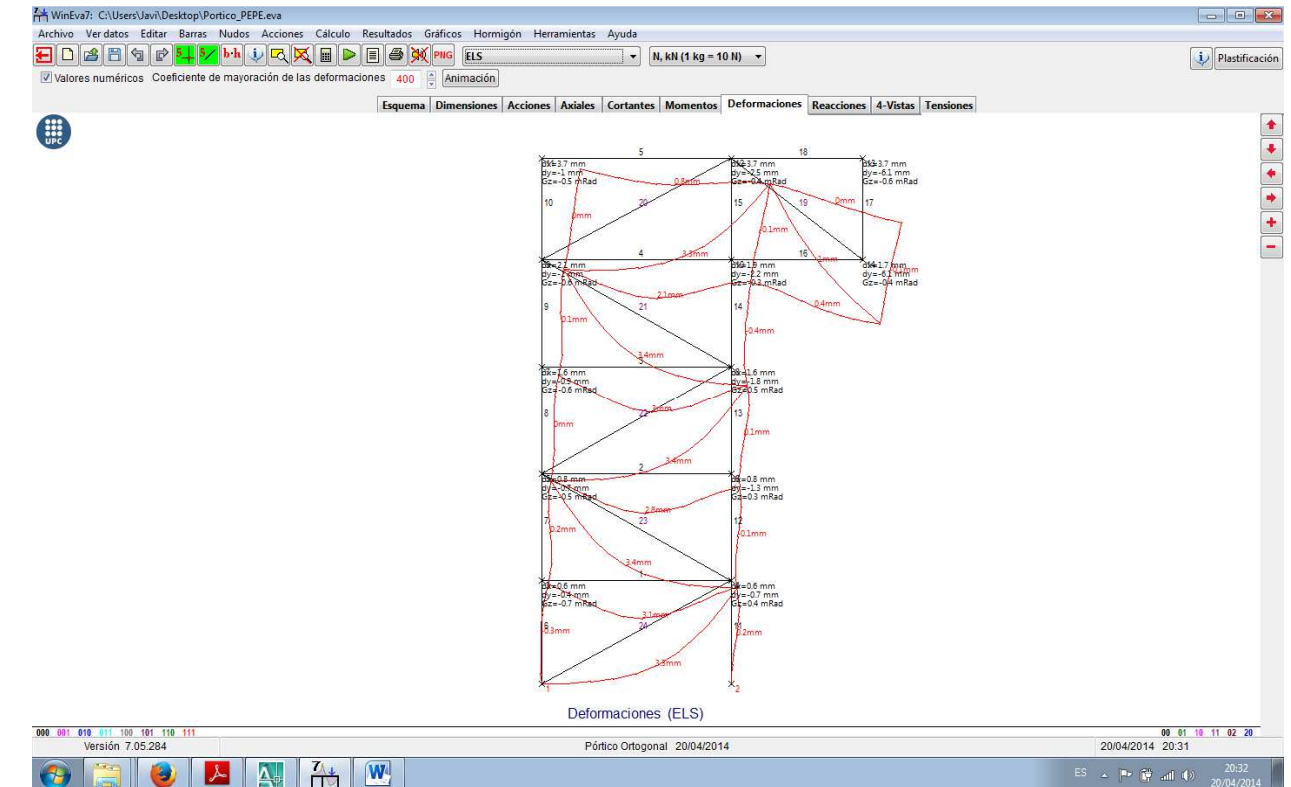 WinEva7: C:\Users\Javi\Desktop\Portico_PEPE.eva
Archivo Ver datos Editar Barras Nudos Acciones Cálculo Resultados Gráficos Hormigón Herramientas Ayuda
b·h PNG ELS N, kN (1 kg = 10 N) Plastificación
Valores numéricos Coeficiente de mayoración de las deformaciones 400 Animación
Esquema Dimensiones Acciones Axiales Cortantes Momentos Deformaciones Reacciones 4-Vistas Tensiones
UPC
5 18
dx=3.7 mm dx=3.7 mm dx=3.7 mm
dy=-1 mm dy=-2.5 mm dy=-6.1 mm
Gz=-0.5 mRad 0.8mm Gz=-0.4 mRad Gz=-0.6 mRad
10 20 15 19 0mm 17
0mm
-0.1mm
4 3.3mm 16
dx=2.1 mm dx=1.9 mm dx=1.7 mm
dy=-1 mm dy=-2.2 mm dy=-6.1 mm
Gz=-0.6 mRad Gz=-0.3 mRad Gz=-0.4 mRad
2.1mm
9 21 14 0.4mm
0.1mm
-0.4mm
3.4mm
3
dx=1.6 mm dx=1.6 mm
dy=-0.9 mm dy=-1.8 mm
Gz=-0.6 mRad Gz=0.5 mRad
8 22 3mm 13
0mm
0.1mm
2 3.4mm
dx=0.8 mm dx=0.8 mm
dy=-0.7 mm dy=-1.3 mm
Gz=-0.5 mRad Gz=0.3 mRad
2.8mm
7 23 12
0.2mm
0.1mm
3.4mm
1
dx=0.6 mm dx=0.6 mm
dy=-0.4 mm dy=-0.7 mm
Gz=-0.7 mRad Gz=0.4 mRad
3.1mm
6 24 11
-0.3mm 0.2mm
3.3mm
1 2
Deformaciones (ELS)
000 001 010 011 100 101 110 111 00 01 10 11 02 20
Versión 7.05.284 Pórtico Ortogonal 20/04/2014 20/04/2014 20:31
ES 20:32
20/04/2014